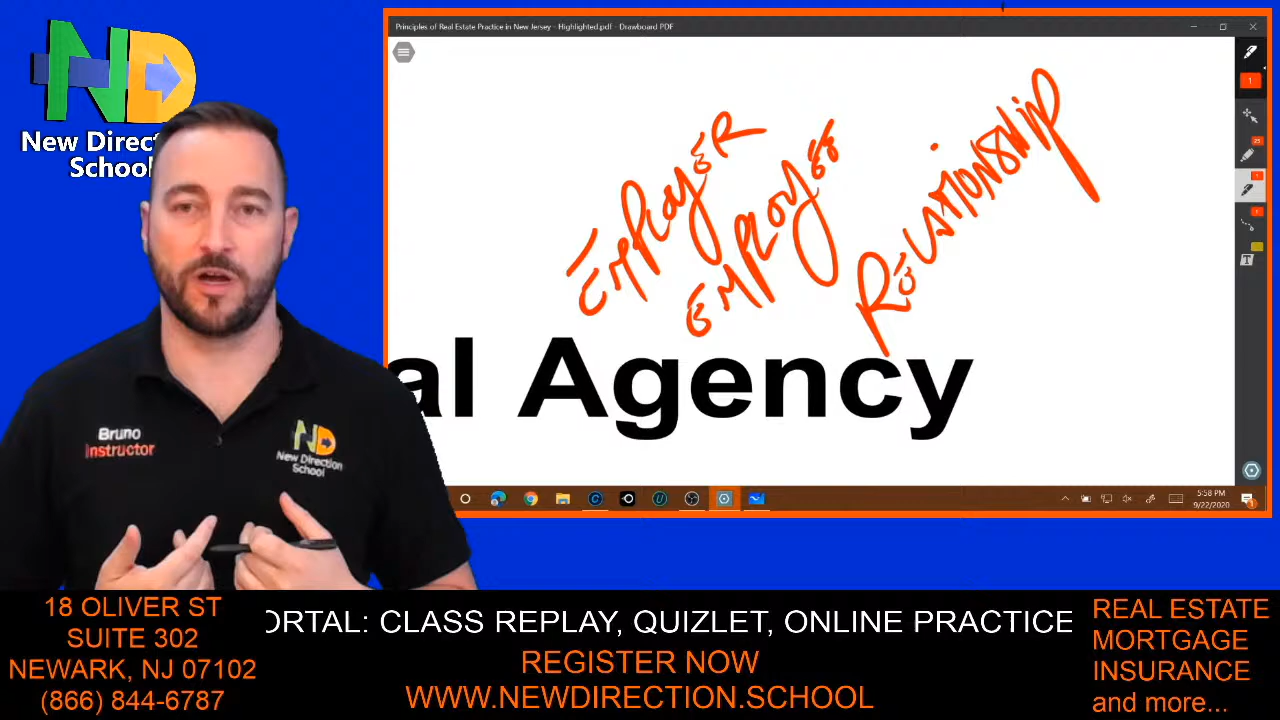 New Direct
School
Principles of Real Estate Practice in New Jersey - Highlighted.pdf - Drawboard PDF
EMPLOYER
EMPLOYEE
RELATIONSHIP
al Agency
Bruno
Instructor
ND
New Direction
School
5:58 PM
9/22/2020
18 OLIVER ST
SUITE 302
NEWARK, NJ 07102
(866) 844-6787
ORTAL: CLASS REPLAY, QUIZLET, ONLINE PRACTICE
REGISTER NOW
WWW.NEWDIRECTION.SCHOOL
REAL ESTATE
MORTGAGE
INSURANCE
and more...